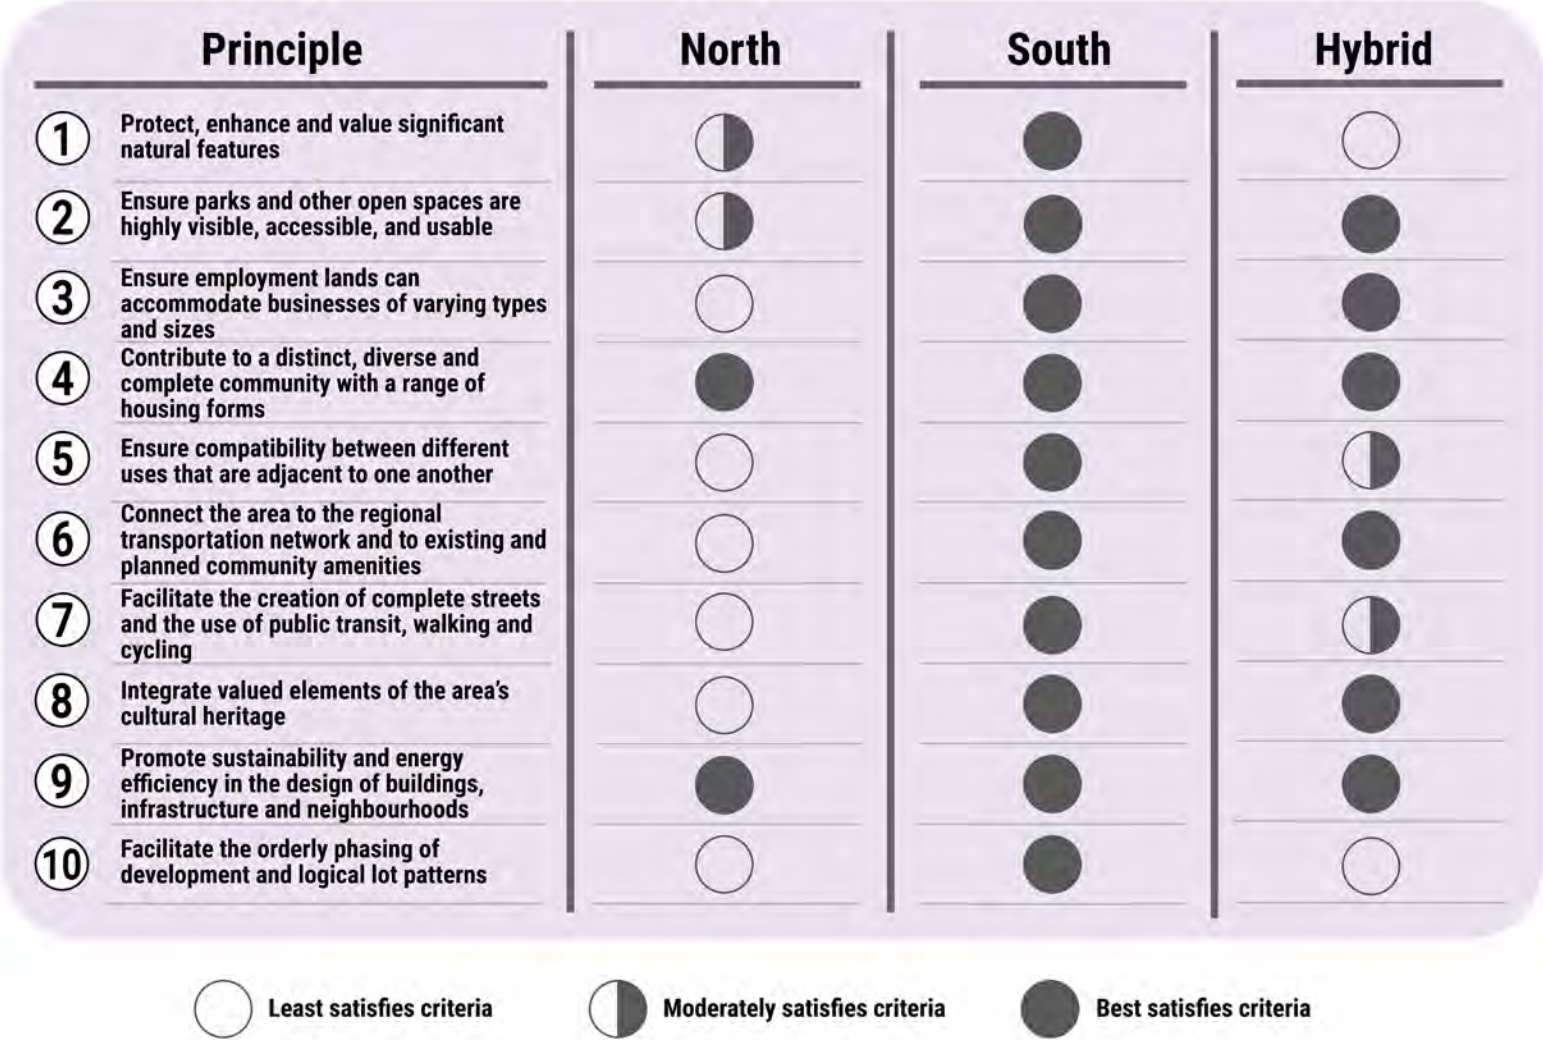 Principle North South Hybrid
1 Protect, enhance and value significant
natural features
2 Ensure parks and other open spaces are
highly visible, accessible, and usable
3 Ensure employment lands can
accommodate businesses of varying types
and sizes
4 Contribute to a distinct, diverse and
complete community with a range of
housing forms
5 Ensure compatibility between different
uses that are adjacent to one another
6 Connect the area to the regional
transportation network and to existing and
planned community amenities
7 Facilitate the creation of complete streets
and the use of public transit, walking and
cycling
8 Integrate valued elements of the area’s
cultural heritage
9 Promote sustainability and energy
efficiency in the design of buildings,
infrastructure and neighbourhoods
10 Facilitate the orderly phasing of
development and logical lot patterns
Least satisfies criteria Moderately satisfies criteria Best satisfies criteria